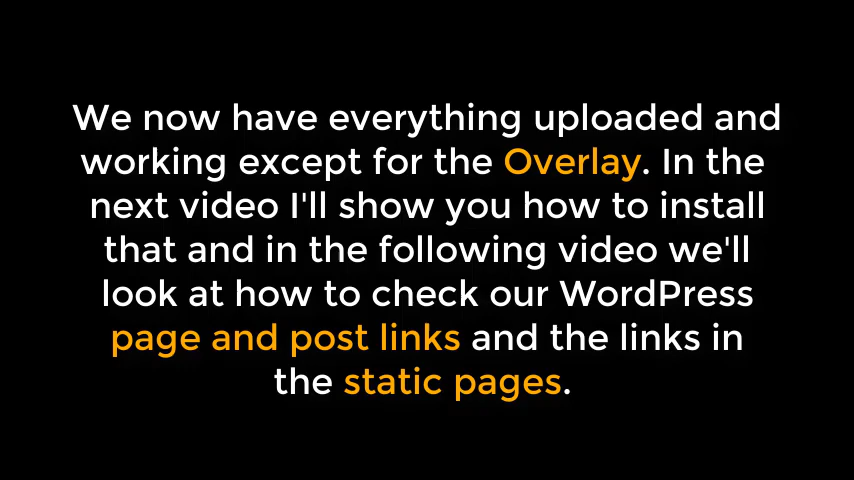 We now have everything uploaded and
working except for the Overlay. In the
next video I'll show you how to install
that and in the following video we'll
look at how to check our WordPress
page and post links and the links in
the static pages.